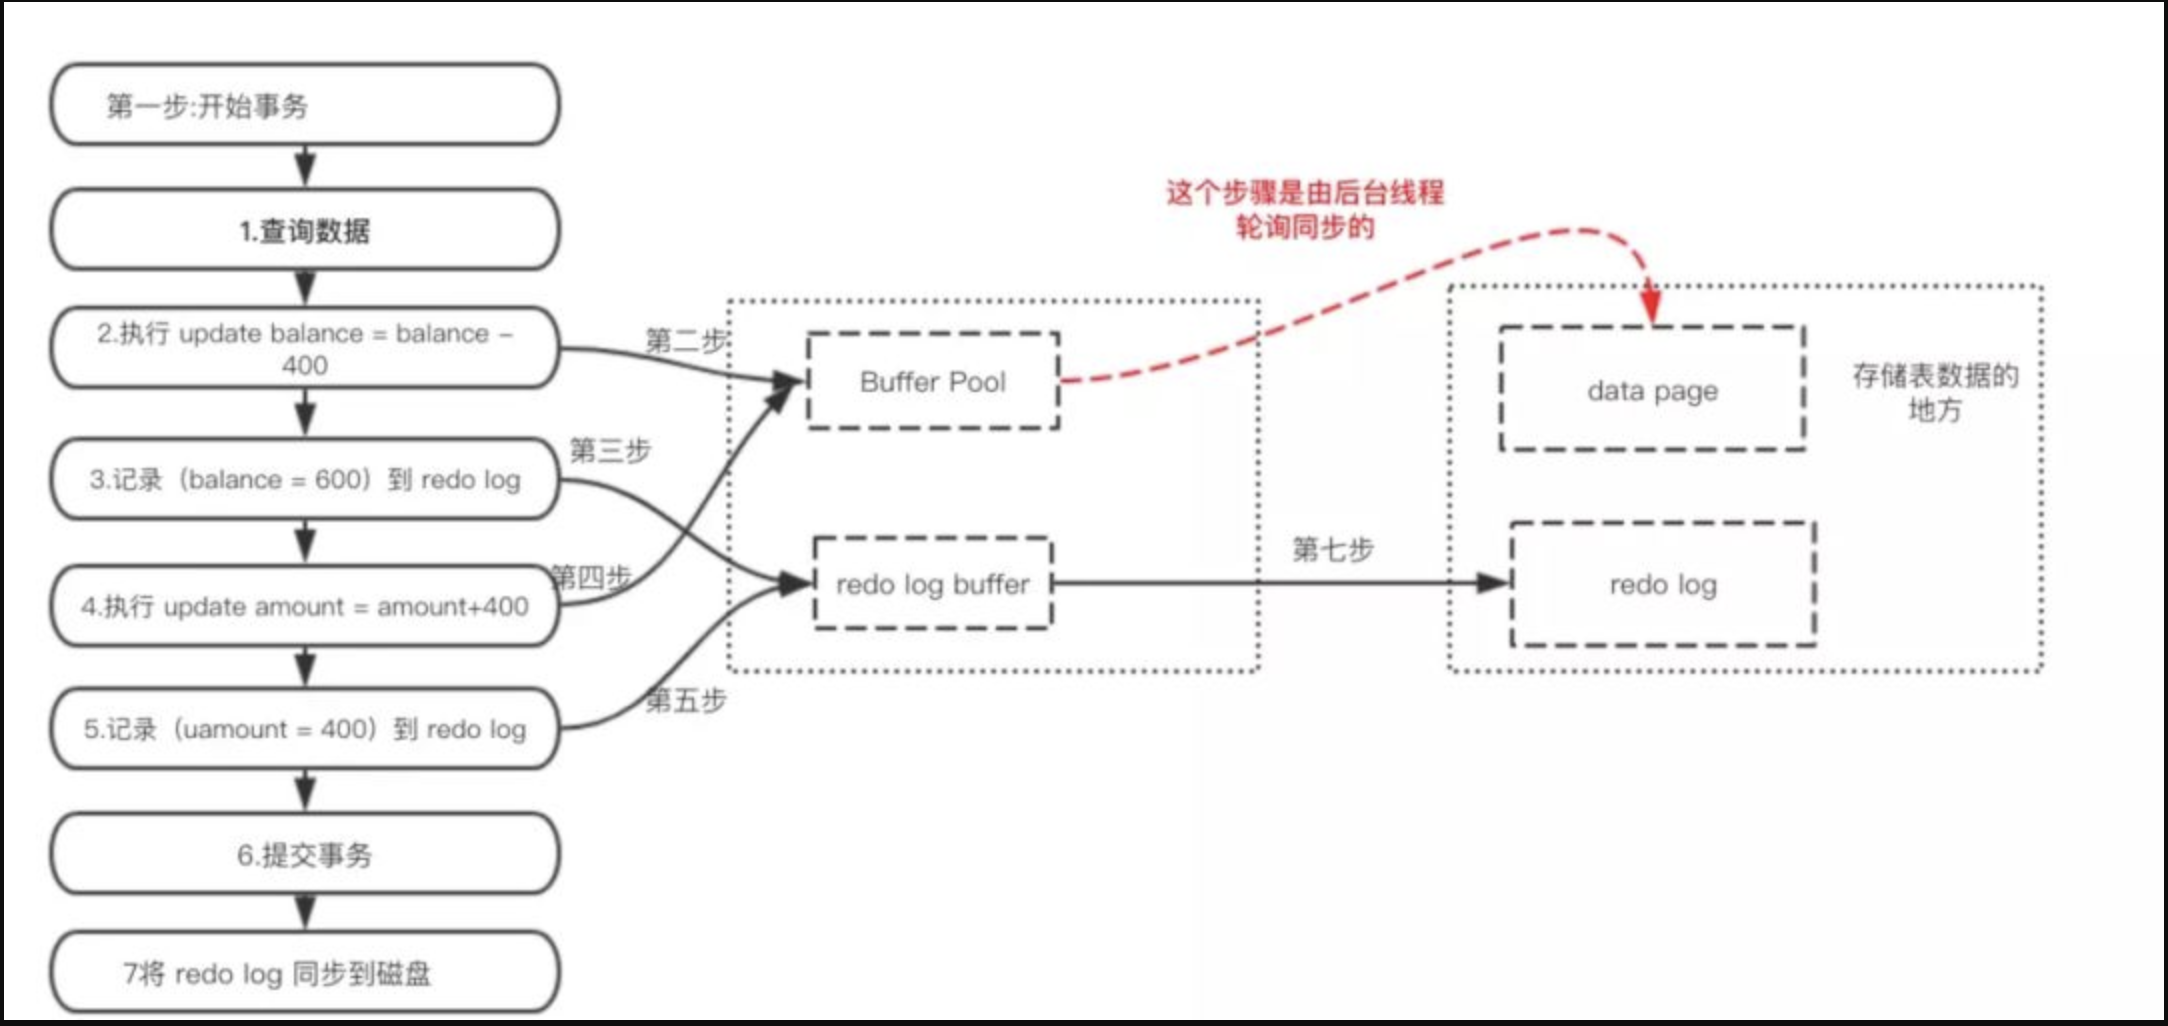 第一步:开始事务
1.查询数据
2.执行 update balance = balance –
400
3.记录（balance = 600）到 redo log
4.执行 update amount = amount+400
5.记录（uamount = 400）到 redo log
6.提交事务
7将 redo log 同步到磁盘
第二步
第三步
第四步
第五步
Buffer Pool
redo log buffer
这个步骤是由后台线程
轮询同步的
第七步
data page
存储表数据的
地方
redo log